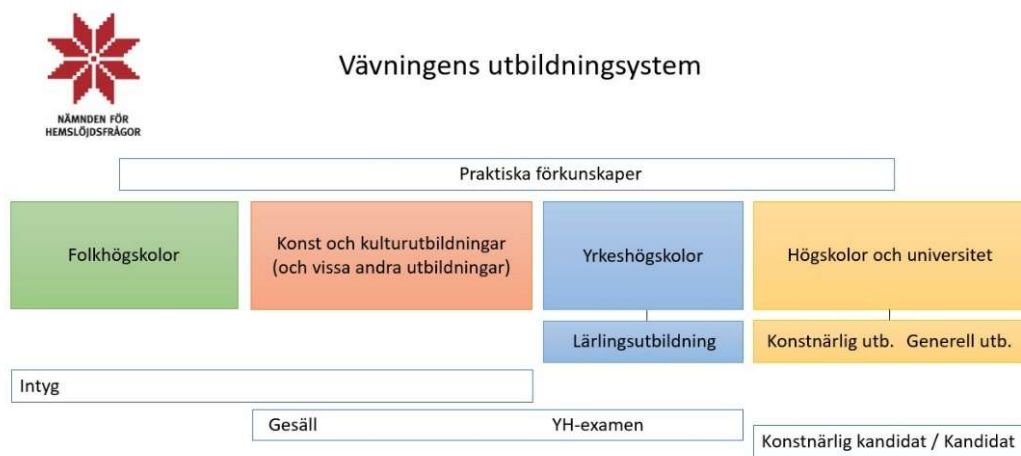 Vävningens utbildningsystem
NÄMNDEN FÖR
HEMSLÖJDSFRÅGOR
Praktiska förkunskaper
Folkhögskolor
Konst och kulturutbildningar
(och vissa andra utbildningar)
Yrkeshögskolor
Högskolor och universitet
Lärlingsutbildning
Konstnärlig utb. Generell utb.
Intyg
Gesäll YH-examen
Konstnärlig kandidat / Kandidat